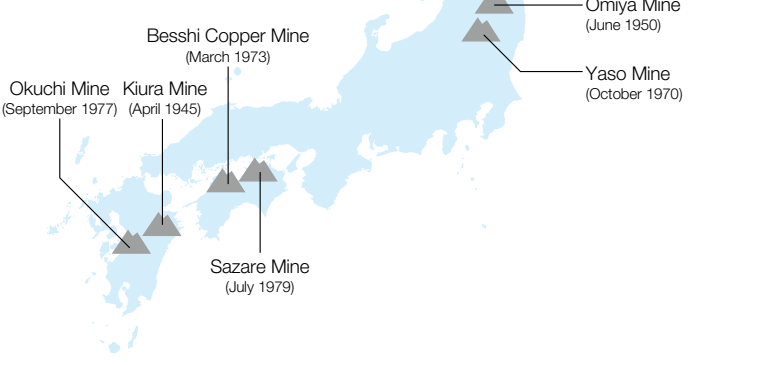 Omiya Mine
(June 1950)
Besshi Copper Mine
(March 1973)
Yaso Mine
(October 1970)
Okuchi Mine
(September 1977)
Kiura Mine
(April 1945)
Sazare Mine
(July 1979)